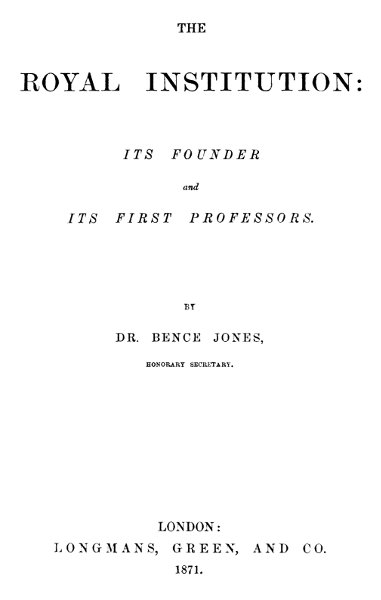 THE
ROYAL INSTITUTION:
ITS FOUNDER
and
ITS FIRST PROFESSORS.
BY
DR. BENCE JONES,
HONORARY SECRETARY.
LONDON:
LONGMANS, GREEN, AND CO.
1871.